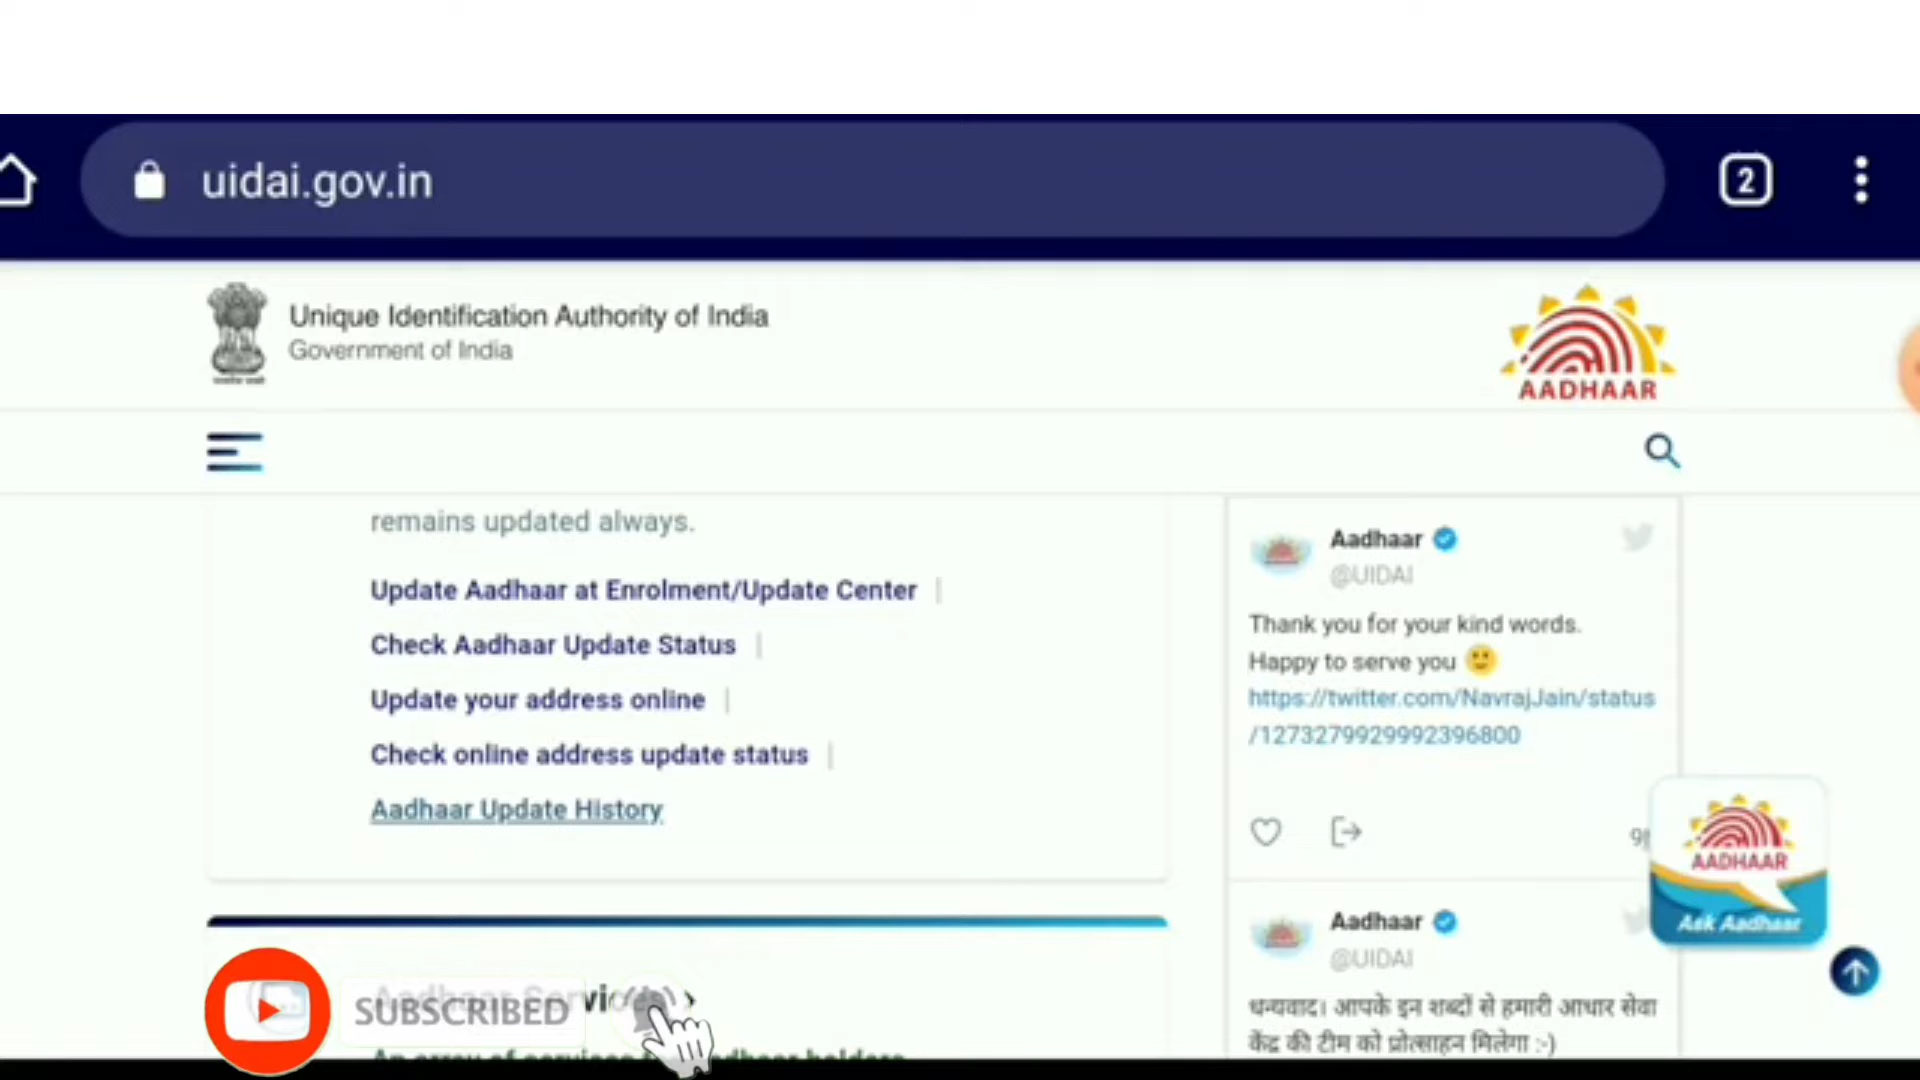 uidai.gov.in
2
Unique Identification Authority of India
Government of India
AADHAAR
remains updated always.
Update Aadhaar at Enrolment/Update Center |
Check Aadhaar Update Status |
Update your address online |
Check online address update status |
Aadhaar Update History
Aadhaar
@UIDAI
Thank you for your kind words.
Happy to serve you 🙂
https://twitter.com/NavrajJain/status
/1273279929992396800
AADHAAR
Ask Aadhaar
Aadhaar
@UIDAI
धन्यवाद। आपके इन शब्दों से हमारी आधार सेवा
केंद्र की टीम को प्रोत्साहन मिलेगा :-)
SUBSCRIBED